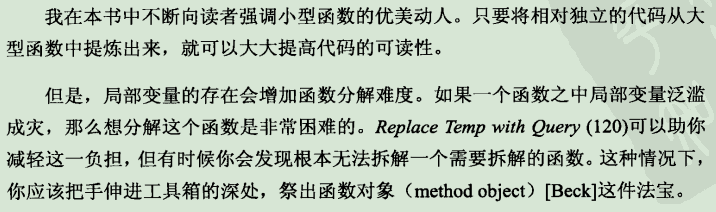 我在本书中不断向读者强调小型函数的优美动人。只要将相对独立的代码从大
型函数中提炼出来，就可以大大提高代码的可读性。
但是，局部变量的存在会增加函数分解难度。如果一个函数之中局部变量泛滥
成灾，那么想分解这个函数是非常困难的。Replace Temp with Query (120)可以助你
减轻这一负担，但有时候你会发现根本无法拆解一个需要拆解的函数。这种情况下，
你应该把手伸进工具箱的深处，祭出函数对象（method object）[Beck]这件法宝。